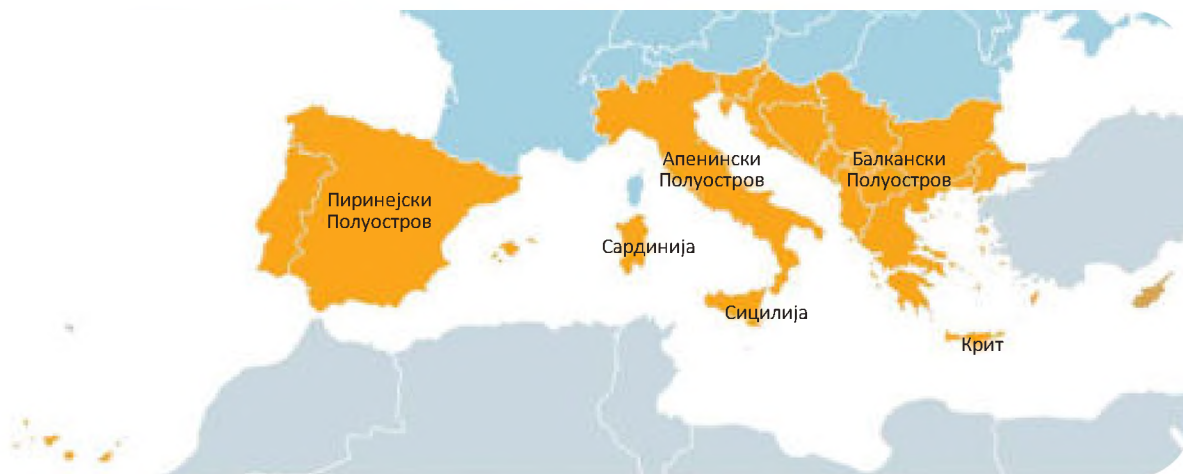 Апенински
Полуостров
Балкански
Полуостров
Пиринејски
Полуостров
Сардинија
Сицилија
Крит